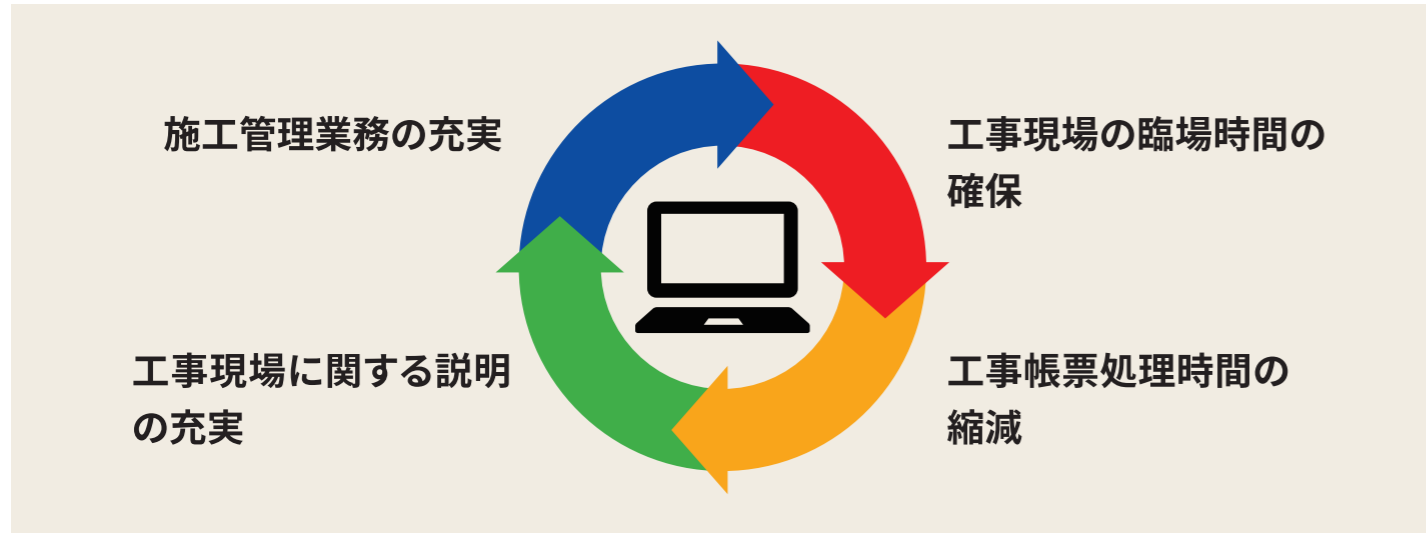 施工管理業務の充実
工事現場の臨場時間の
確保
工事現場に関する説明
の充実
工事帳票処理時間の
縮減